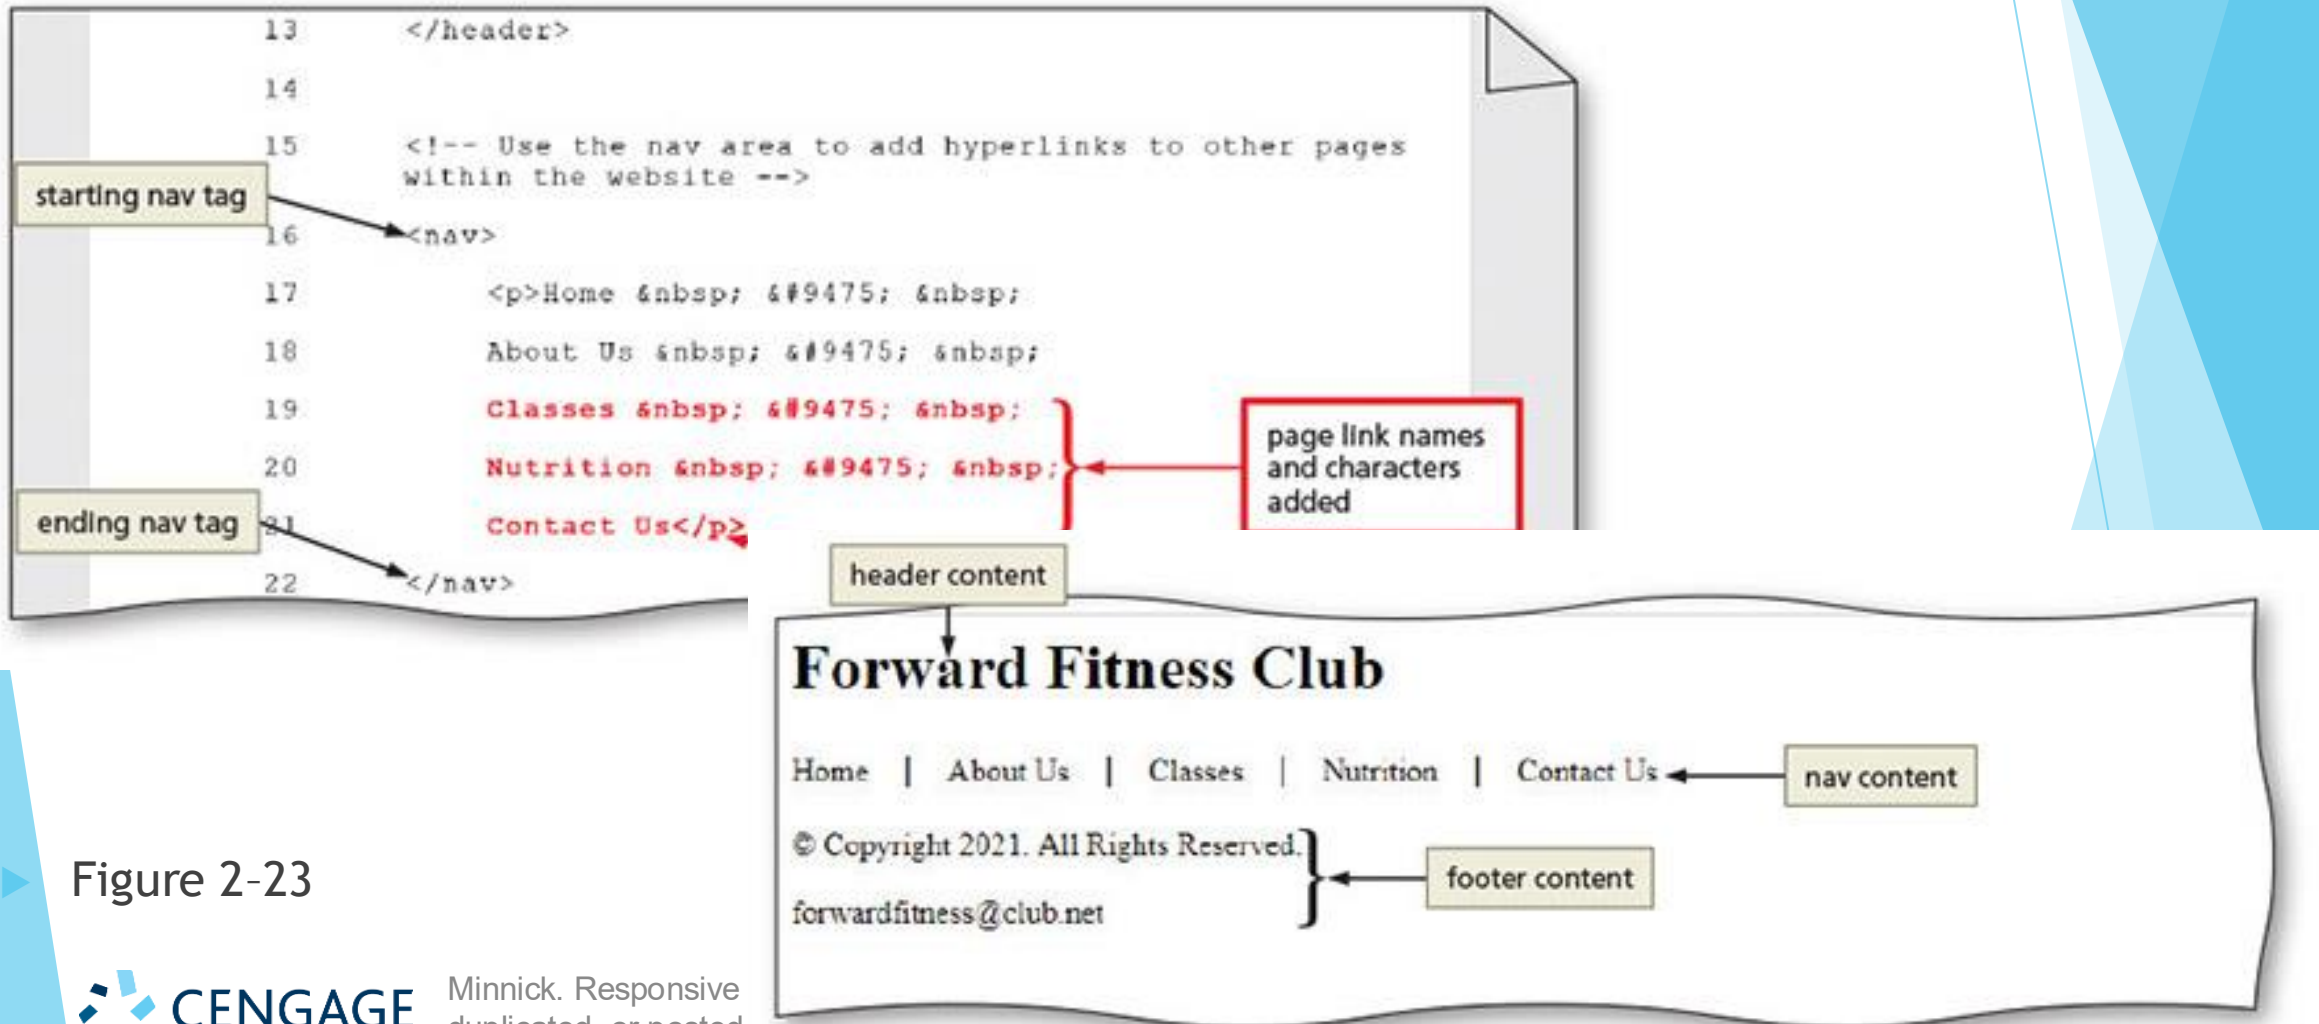 13 </header>
14
15 <!-- Use the nav area to add hyperlinks to other pages
within the website -->
starting nav tag
16 <nav>
17 <p>Home &nbsp; &#9475; &nbsp;
18 About Us &nbsp; &#9475; &nbsp;
19 Classes &nbsp; &#9475; &nbsp;
20 Nutrition &nbsp; &#9475; &nbsp;
page link names
and characters
added
ending nav tag
21 Contact Us</p>
22 </nav>
header content
Forward Fitness Club
Home | About Us | Classes | Nutrition | Contact Us
nav content
© Copyright 2021. All Rights Reserved.
footer content
forwardfitness@club.net
Figure 2-23
CENGAGE
Minnick. Responsive
duplicated, or posted